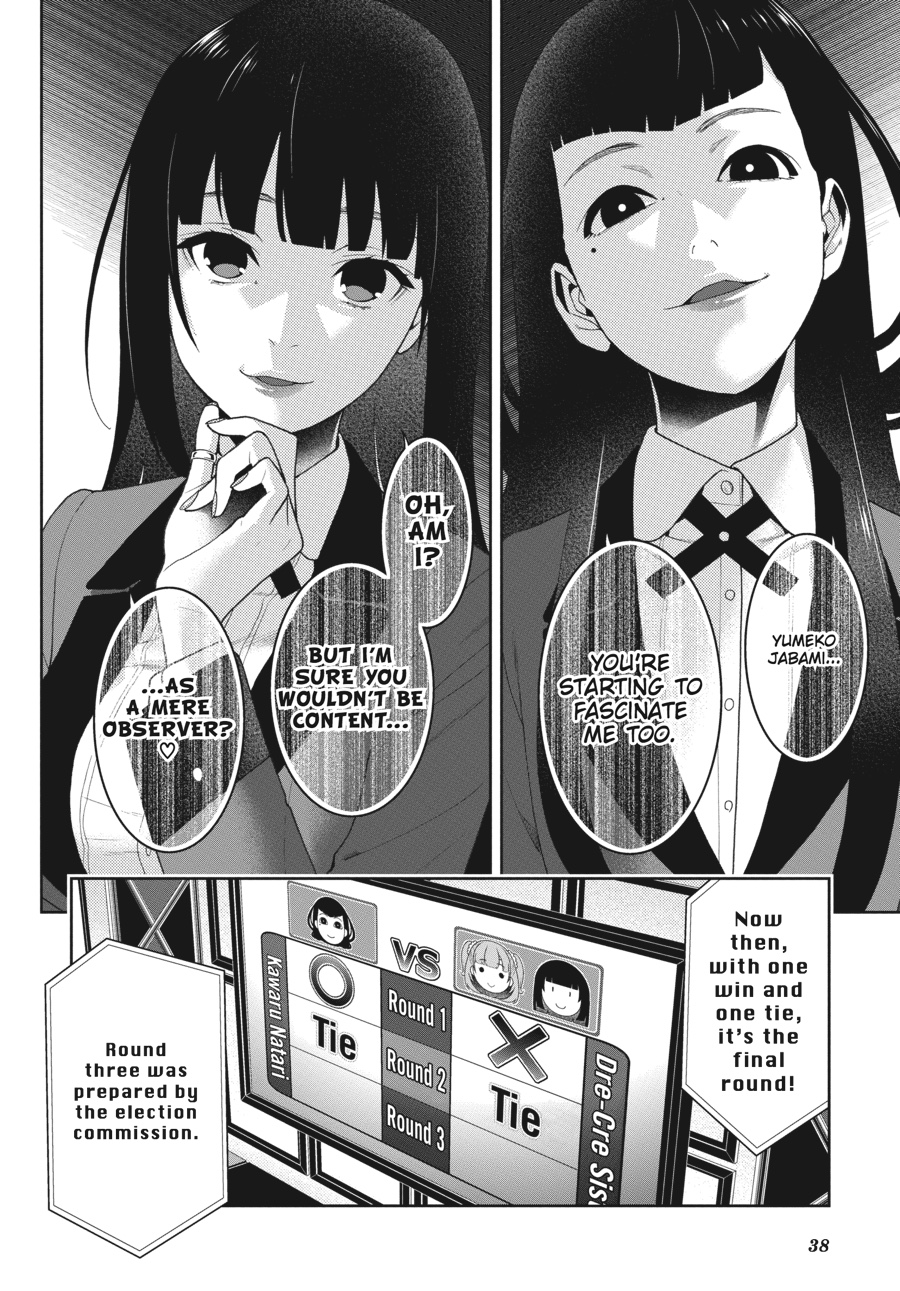 YUMEKO
JABAMI...
YOU'RE
STARTING TO
FASCINATE
ME TOO.
OH,
AM
I?
BUT I'M
SURE YOU
WOULDN'T BE
CONTENT...
...AS
A MERE
OBSERVER?
♡
Now
then,
with one
win and
one tie,
it's the
final
round!
VS
Kawaru Natari
Round 1
Tie
Round 2
Tie
Round 3
Dre-Cre Sis
Round
three was
prepared by
the election
commission.
38